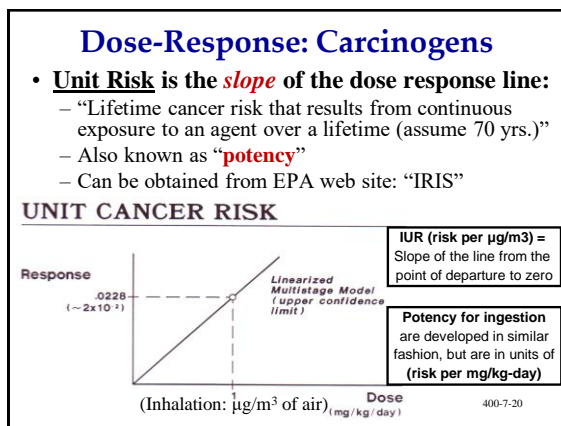 Dose-Response: Carcinogens
• Unit Risk is the slope of the dose response line:
– “Lifetime cancer risk that results from continuous
exposure to an agent over a lifetime (assume 70 yrs.)”
– Also known as “potency”
– Can be obtained from EPA web site: “IRIS”
UNIT CANCER RISK
IUR (risk per µg/m3) =
Slope of the line from the
point of departure to zero
Response
.0228
(~2x10⁻²)
Linearized
Multistage Model
(upper confidence
limit)
Potency for ingestion
are developed in similar
fashion, but are in units of
(risk per mg/kg-day)
1
Dose
(Inhalation: µg/m³ of air)
(mg/kg/day)
400-7-20